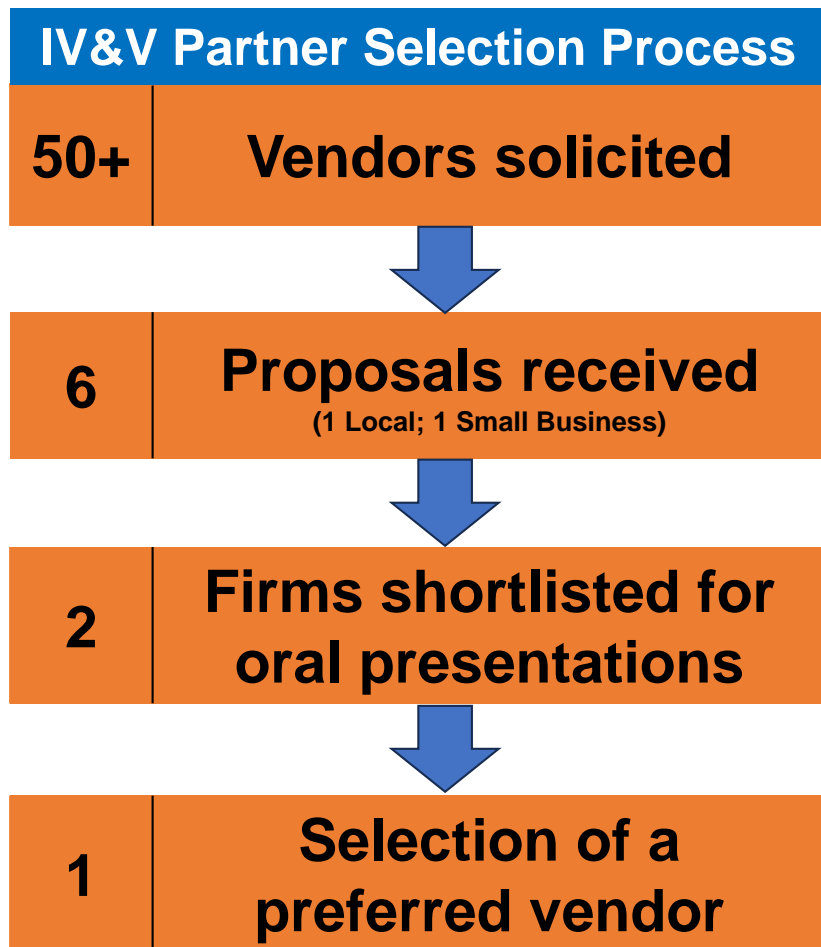 IV&V Partner Selection Process
50+ Vendors solicited
6 Proposals received
(1 Local; 1 Small Business)
2 Firms shortlisted for
oral presentations
1 Selection of a
preferred vendor